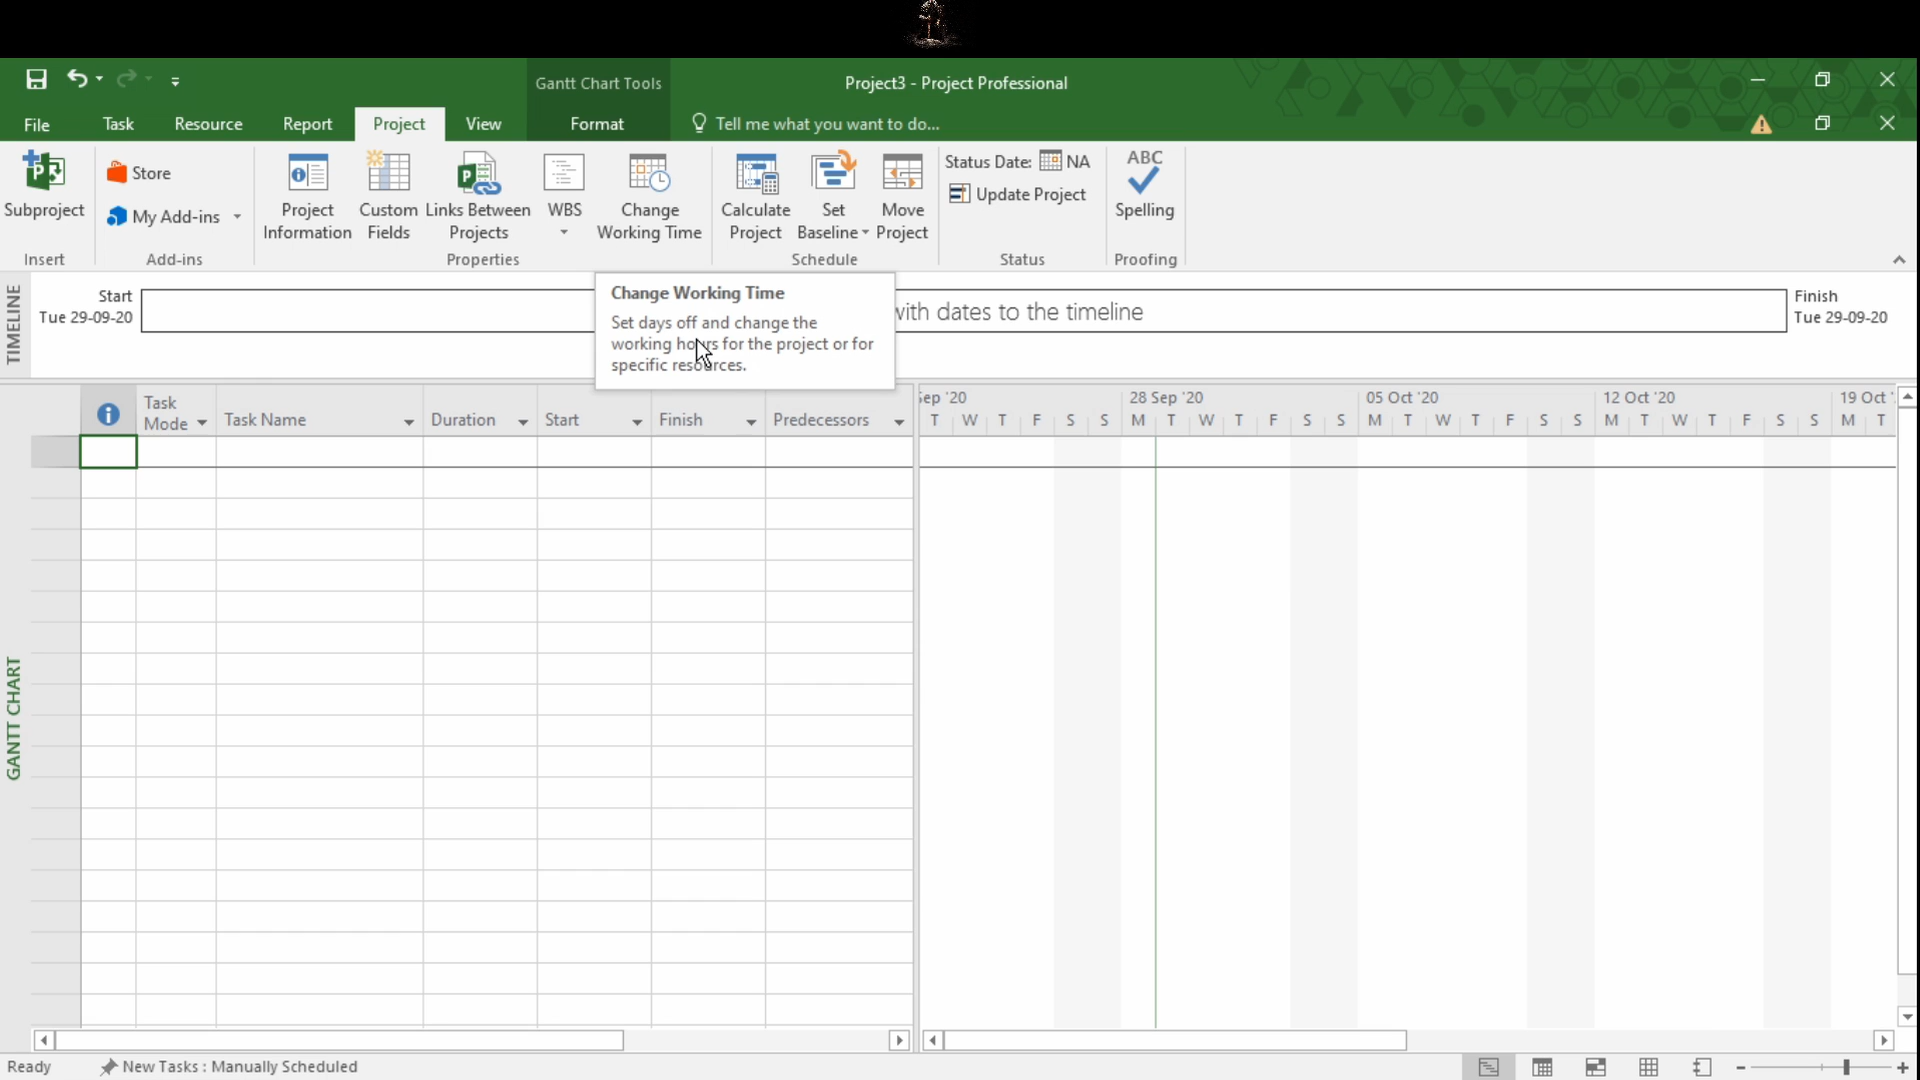 Gantt Chart Tools
Project3 - Project Professional
File Task Resource Report Project View Format Tell me what you want to do...
Subproject
Insert
Store
My Add-ins
Add-ins
Project Information
Custom Fields
Links Between Projects
WBS
Change Working Time
Properties
Calculate Project
Set Baseline
Move Project
Schedule
Status Date: NA
Update Project
Status
ABC
Spelling
Proofing
TIMELINE
Start
Tue 29-09-20
with dates to the timeline
Finish
Tue 29-09-20
Change Working Time
Set days off and change the
working hours for the project or for
specific resources.
Task Mode
Task Name
Duration
Start
Finish
Predecessors
Sep '20 28 Sep '20 05 Oct '20 12 Oct '20 19 Oct '
T W T F S S M T W T F S S M T W T F S S M T W T F S S M T
GANTT CHART
Ready New Tasks : Manually Scheduled